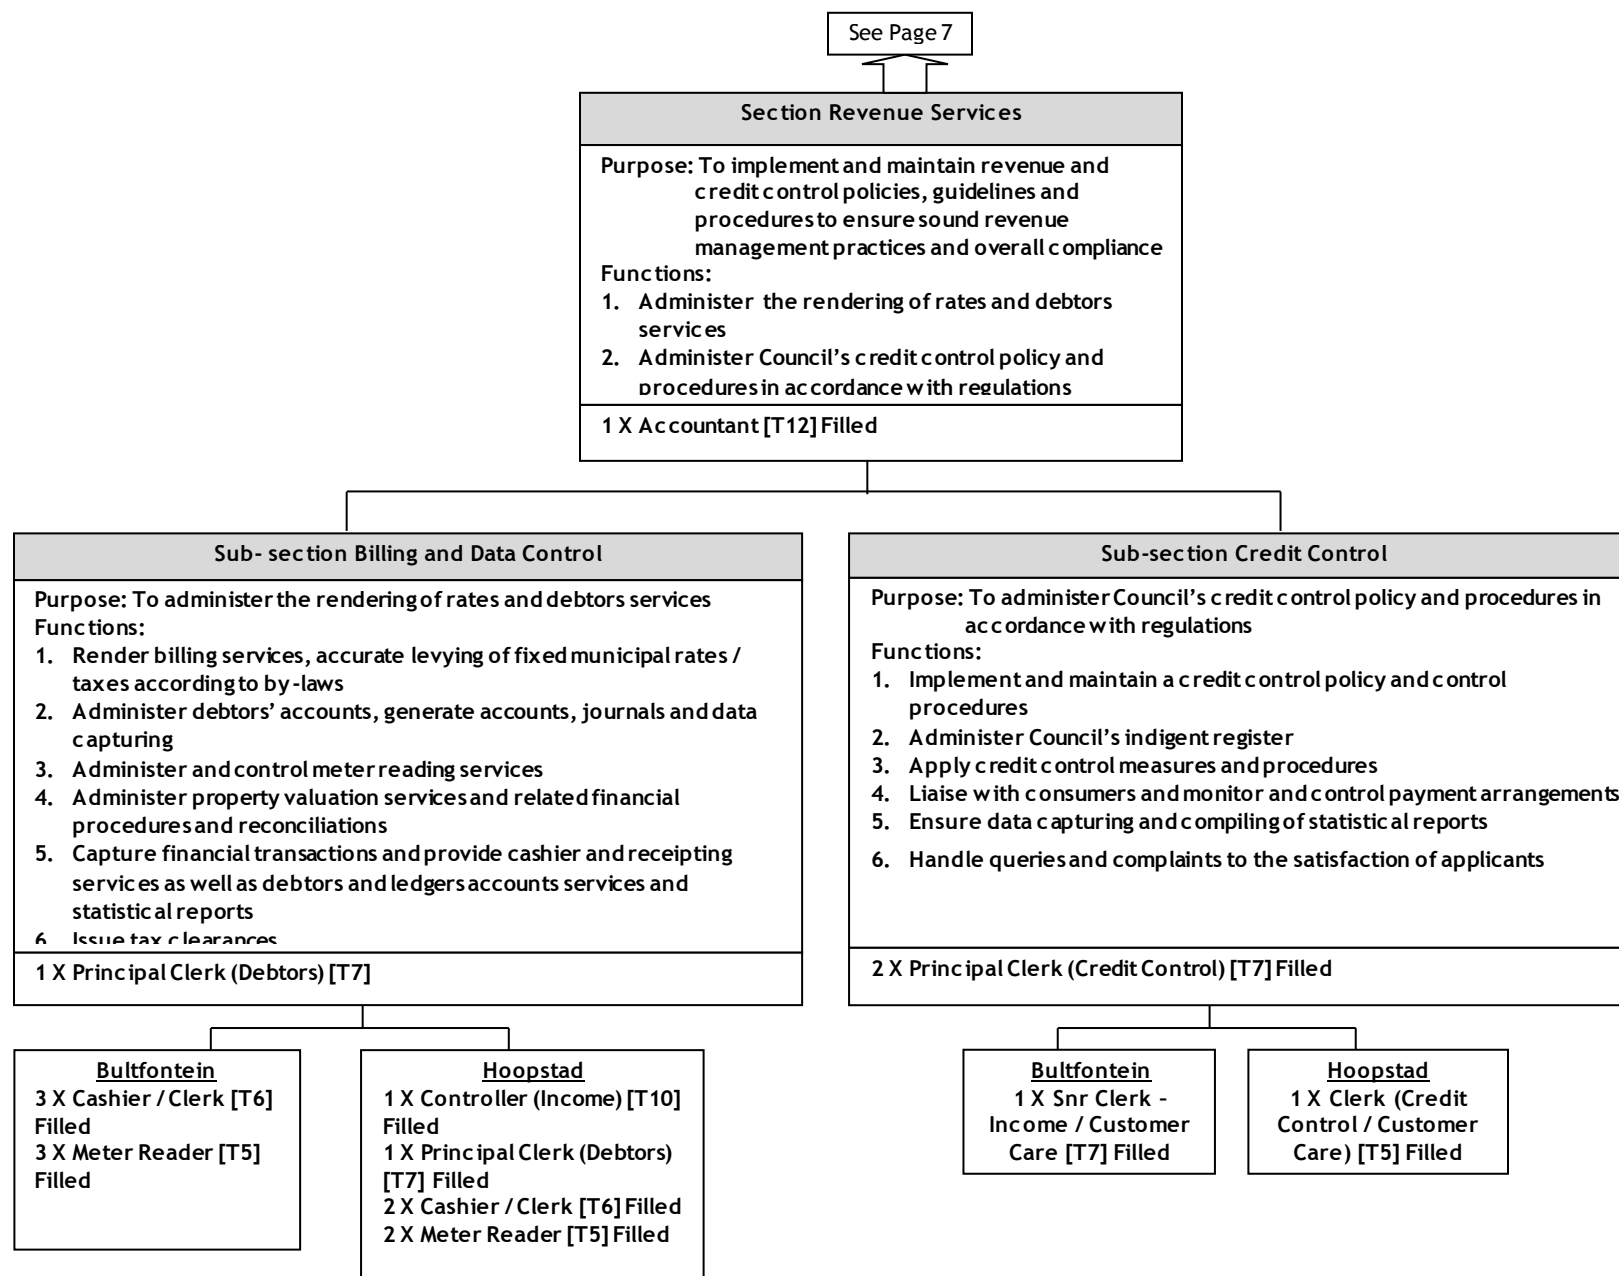 See Page 7
Section Revenue Services
Purpose: To implement and maintain revenue and
credit control policies, guidelines and
procedures to ensure sound revenue
management practices and overall compliance
Functions:
1. Administer the rendering of rates and debtors
services
2. Administer Council’s credit control policy and
procedures in accordance with regulations
1 X Accountant [T12] Filled
Sub- section Billing and Data Control
Purpose: To administer the rendering of rates and debtors services
Functions:
1. Render billing services, accurate levying of fixed municipal rates /
taxes according to by-laws
2. Administer debtors’ accounts, generate accounts, journals and data
capturing
3. Administer and control meter reading services
4. Administer property valuation services and related financial
procedures and reconciliations
5. Capture financial transactions and provide cashier and receipting
services as well as debtors and ledgers accounts services and
statistical reports
6. Issue tax clearances
1 X Principal Clerk (Debtors) [T7]
Sub-section Credit Control
Purpose: To administer Council’s credit control policy and procedures in
accordance with regulations
Functions:
1. Implement and maintain a credit control policy and control
procedures
2. Administer Council’s indigent register
3. Apply credit control measures and procedures
4. Liaise with consumers and monitor and control payment arrangements
5. Ensure data capturing and compiling of statistical reports
6. Handle queries and complaints to the satisfaction of applicants
2 X Principal Clerk (Credit Control) [T7] Filled
Bultfontein
3 X Cashier / Clerk [T6]
Filled
3 X Meter Reader [T5]
Filled
Hoopstad
1 X Controller (Income) [T10]
Filled
1 X Principal Clerk (Debtors)
[T7] Filled
2 X Cashier / Clerk [T6] Filled
2 X Meter Reader [T5] Filled
Bultfontein
1 X Snr Clerk –
Income / Customer
Care [T7] Filled
Hoopstad
1 X Clerk (Credit
Control / Customer
Care) [T5] Filled